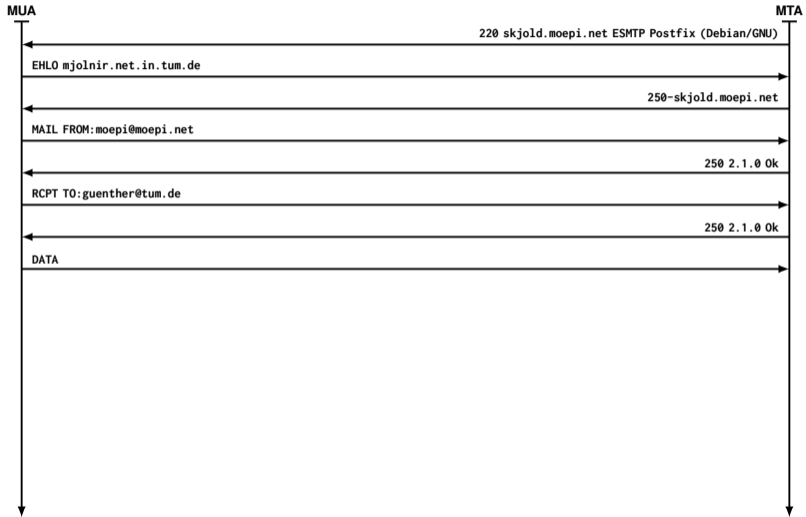 MUA
MTA
220 skjold.moepi.net ESMTP Postfix (Debian/GNU)
EHLO mjolnir.net.in.tum.de
250-skjold.moepi.net
MAIL FROM:moepi@moepi.net
250 2.1.0 Ok
RCPT TO:guenther@tum.de
250 2.1.0 Ok
DATA